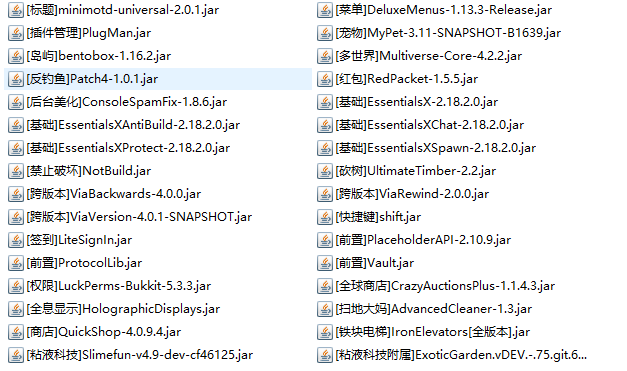 [标题]minimotd-universal-2.0.1.jar
[菜单]DeluxeMenus-1.13.3-Release.jar
[插件管理]PlugMan.jar
[宠物]MyPet-3.11-SNAPSHOT-B1639.jar
[岛屿]bentobox-1.16.2.jar
[多世界]Multiverse-Core-4.2.2.jar
[反钓鱼]Patch4-1.0.1.jar
[红包]RedPacket-1.5.5.jar
[后台美化]ConsoleSpamFix-1.8.6.jar
[基础]EssentialsX-2.18.2.0.jar
[基础]EssentialsXAntiBuild-2.18.2.0.jar
[基础]EssentialsXChat-2.18.2.0.jar
[基础]EssentialsXProtect-2.18.2.0.jar
[基础]EssentialsXSpawn-2.18.2.0.jar
[禁止破坏]NotBuild.jar
[砍树]UltimateTimber-2.2.jar
[跨版本]ViaBackwards-4.0.0.jar
[跨版本]ViaRewind-2.0.0.jar
[跨版本]ViaVersion-4.0.1-SNAPSHOT.jar
[快捷键]shift.jar
[签到]LiteSignIn.jar
[前置]PlaceholderAPI-2.10.9.jar
[前置]ProtocolLib.jar
[前置]Vault.jar
[权限]LuckPerms-Bukkit-5.3.3.jar
[全球商店]CrazyAuctionsPlus-1.1.4.3.jar
[全息显示]HolographicDisplays.jar
[扫地大妈]AdvancedCleaner-1.3.jar
[商店]QuickShop-4.0.9.4.jar
[铁块电梯]IronElevators[全版本].jar
[粘液科技]Slimefun-v4.9-dev-cf46125.jar
[粘液科技附属]ExoticGarden.vDEV.-.75.git.6...